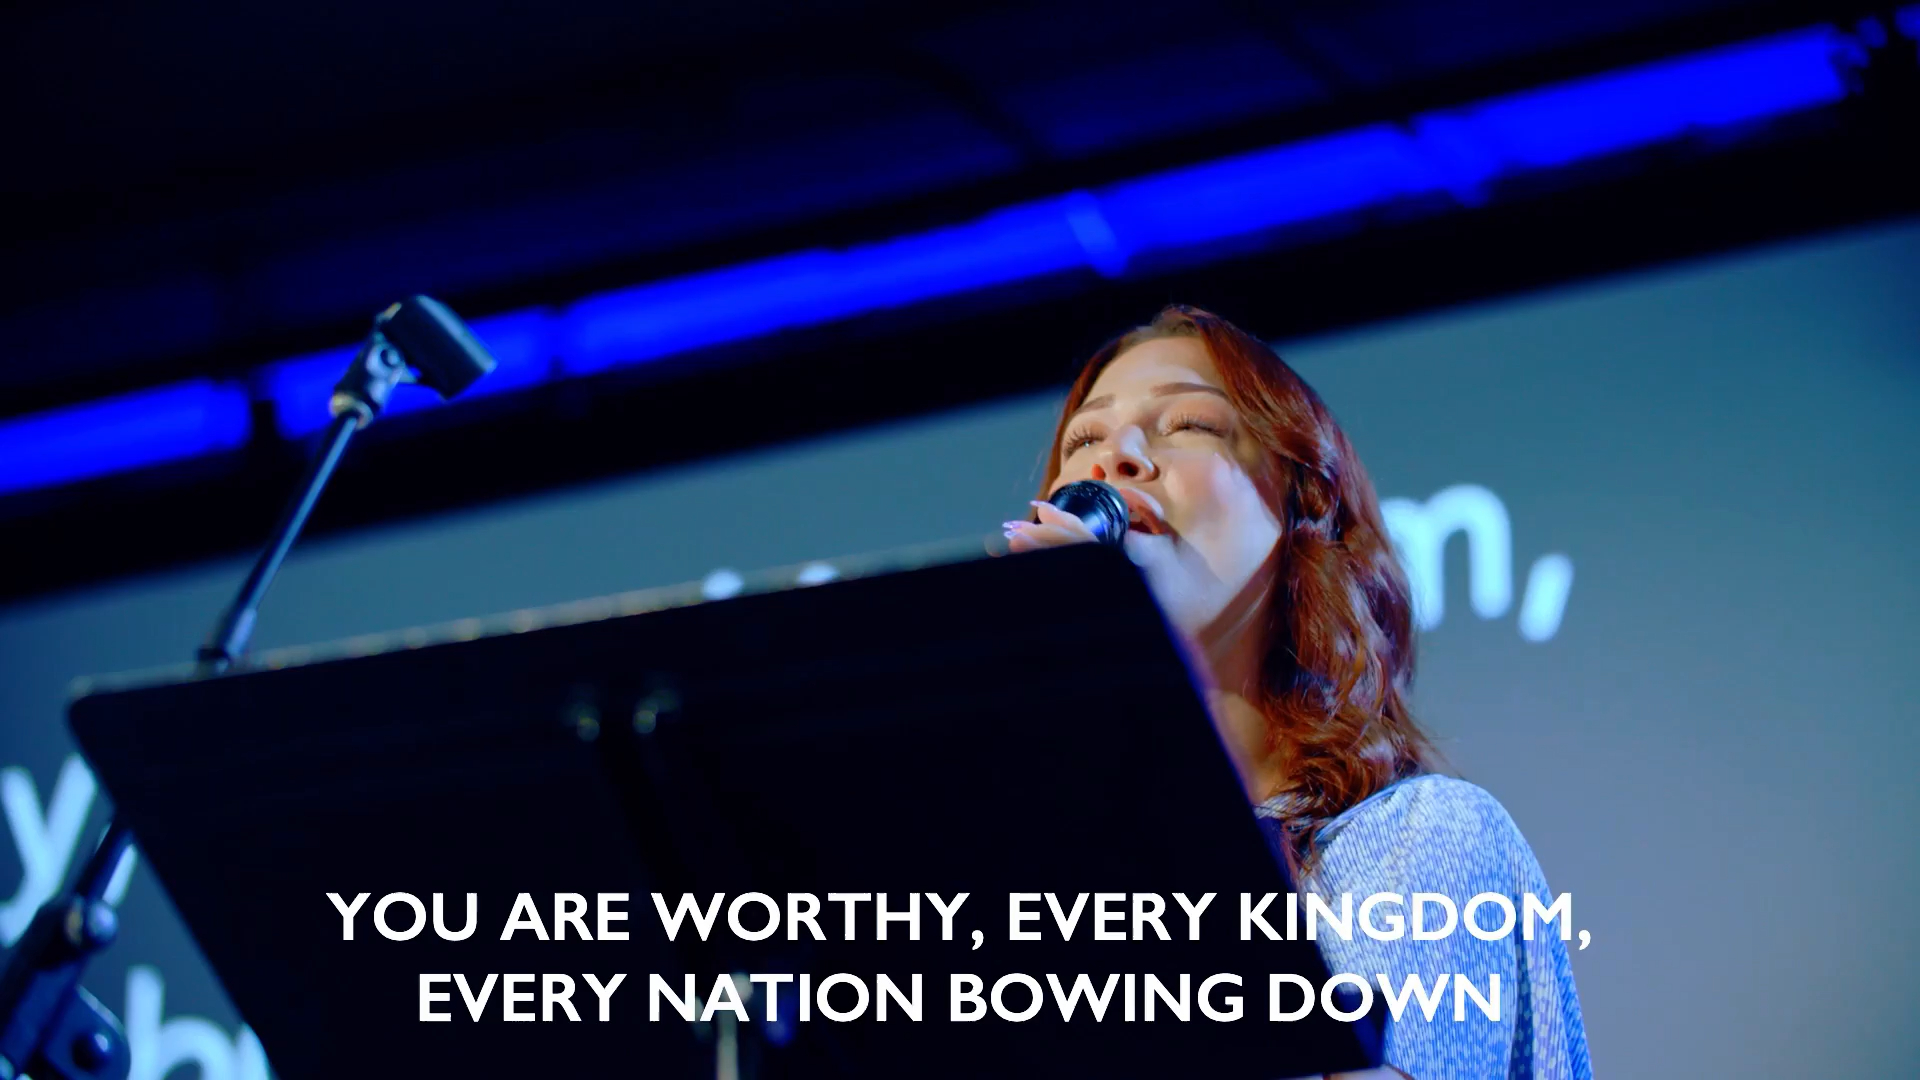 m,
YOU ARE WORTHY, EVERY KINGDOM,
EVERY NATION BOWING DOWN